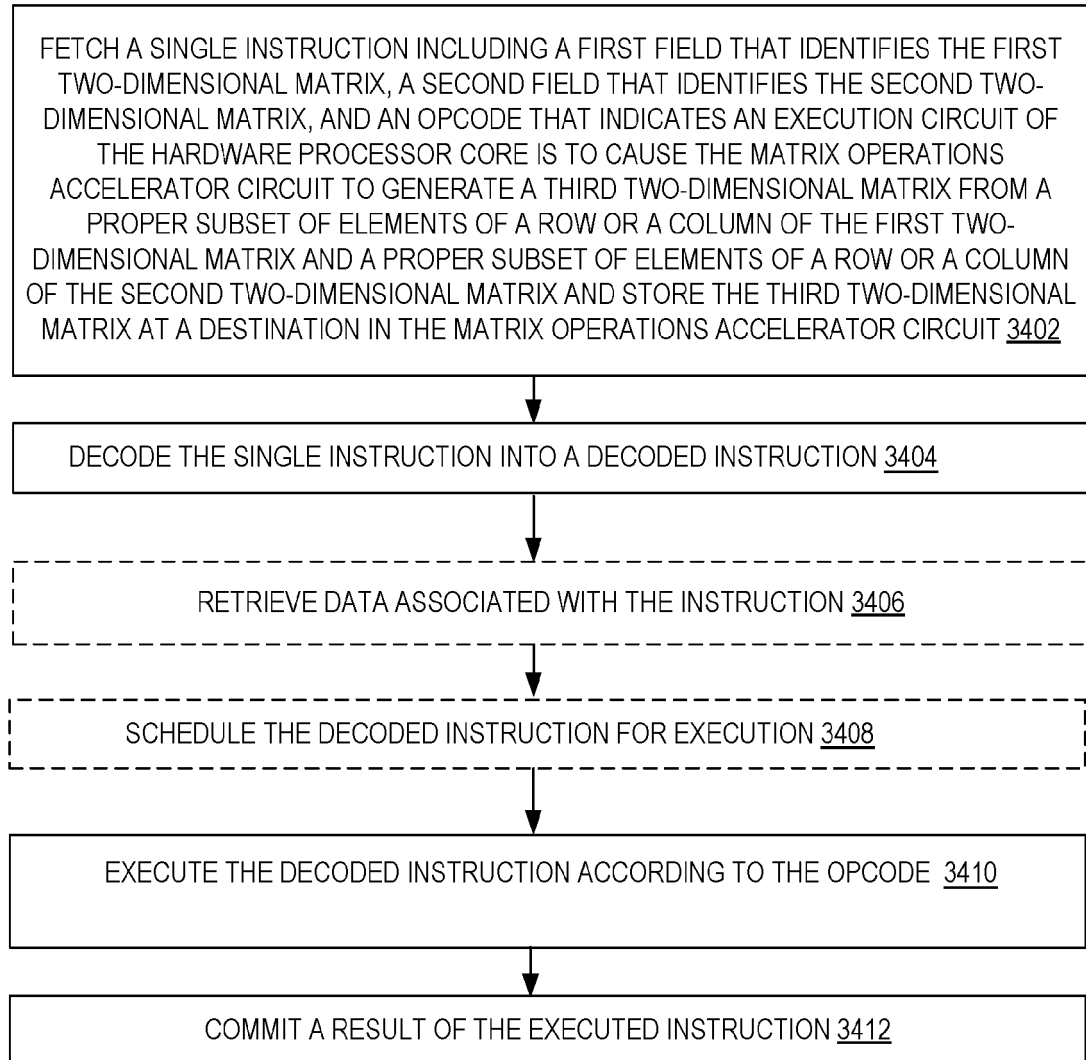 FETCH A SINGLE INSTRUCTION INCLUDING A FIRST FIELD THAT IDENTIFIES THE FIRST
TWO-DIMENSIONAL MATRIX, A SECOND FIELD THAT IDENTIFIES THE SECOND TWO-
DIMENSIONAL MATRIX, AND AN OPCODE THAT INDICATES AN EXECUTION CIRCUIT OF
THE HARDWARE PROCESSOR CORE IS TO CAUSE THE MATRIX OPERATIONS
ACCELERATOR CIRCUIT TO GENERATE A THIRD TWO-DIMENSIONAL MATRIX FROM A
PROPER SUBSET OF ELEMENTS OF A ROW OR A COLUMN OF THE FIRST TWO-
DIMENSIONAL MATRIX AND A PROPER SUBSET OF ELEMENTS OF A ROW OR A COLUMN
OF THE SECOND TWO-DIMENSIONAL MATRIX AND STORE THE THIRD TWO-DIMENSIONAL
MATRIX AT A DESTINATION IN THE MATRIX OPERATIONS ACCELERATOR CIRCUIT 3402
DECODE THE SINGLE INSTRUCTION INTO A DECODED INSTRUCTION 3404
RETRIEVE DATA ASSOCIATED WITH THE INSTRUCTION 3406
SCHEDULE THE DECODED INSTRUCTION FOR EXECUTION 3408
EXECUTE THE DECODED INSTRUCTION ACCORDING TO THE OPCODE 3410
COMMIT A RESULT OF THE EXECUTED INSTRUCTION 3412